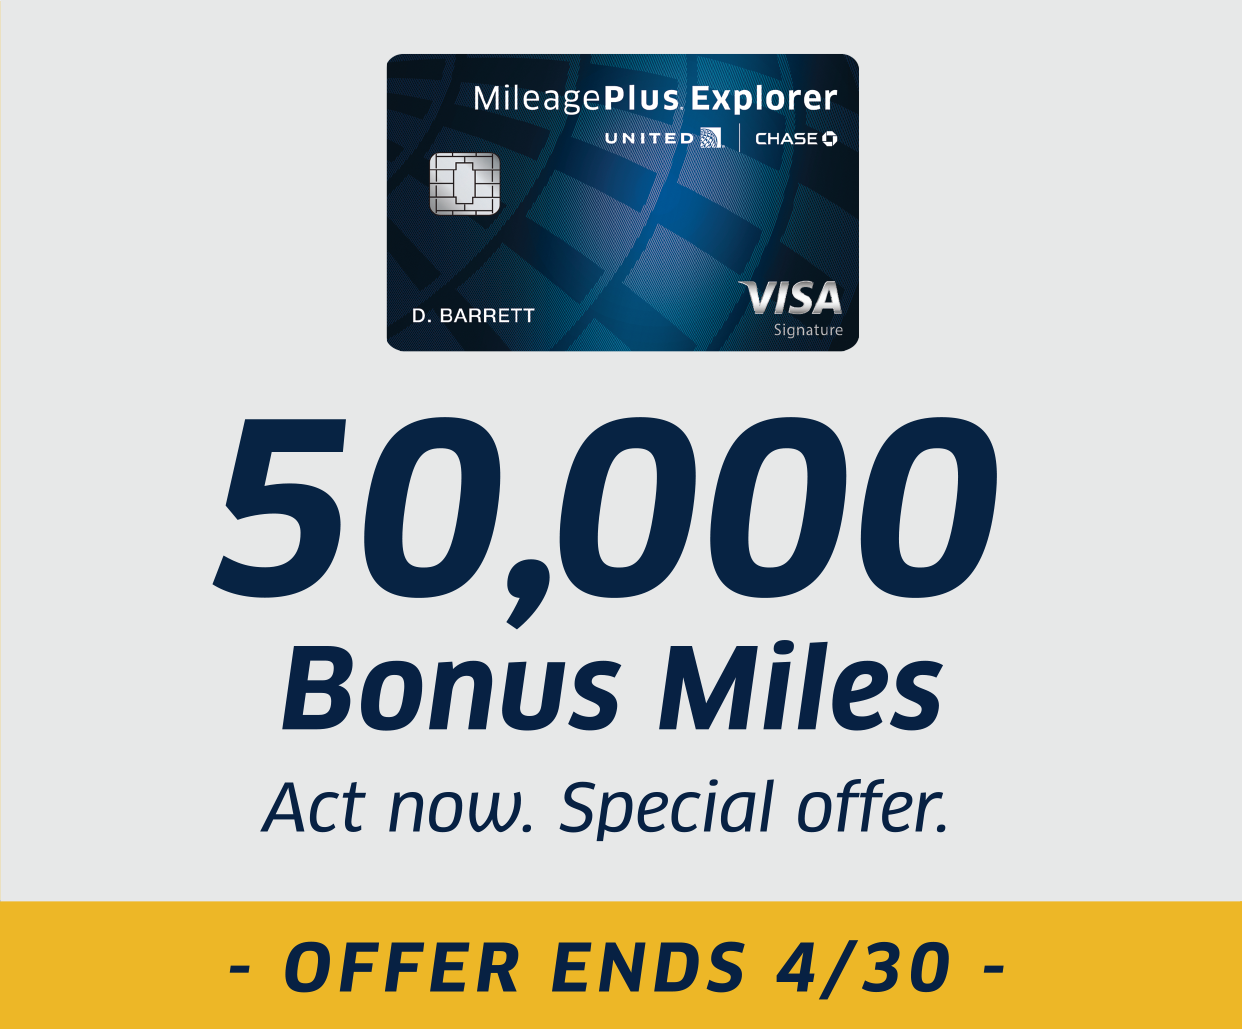 MileagePlus Explorer
UNITED | CHASE
D. BARRETT
VISA
Signature
50,000
Bonus Miles
Act now. Special offer.
- OFFER ENDS 4/30 -